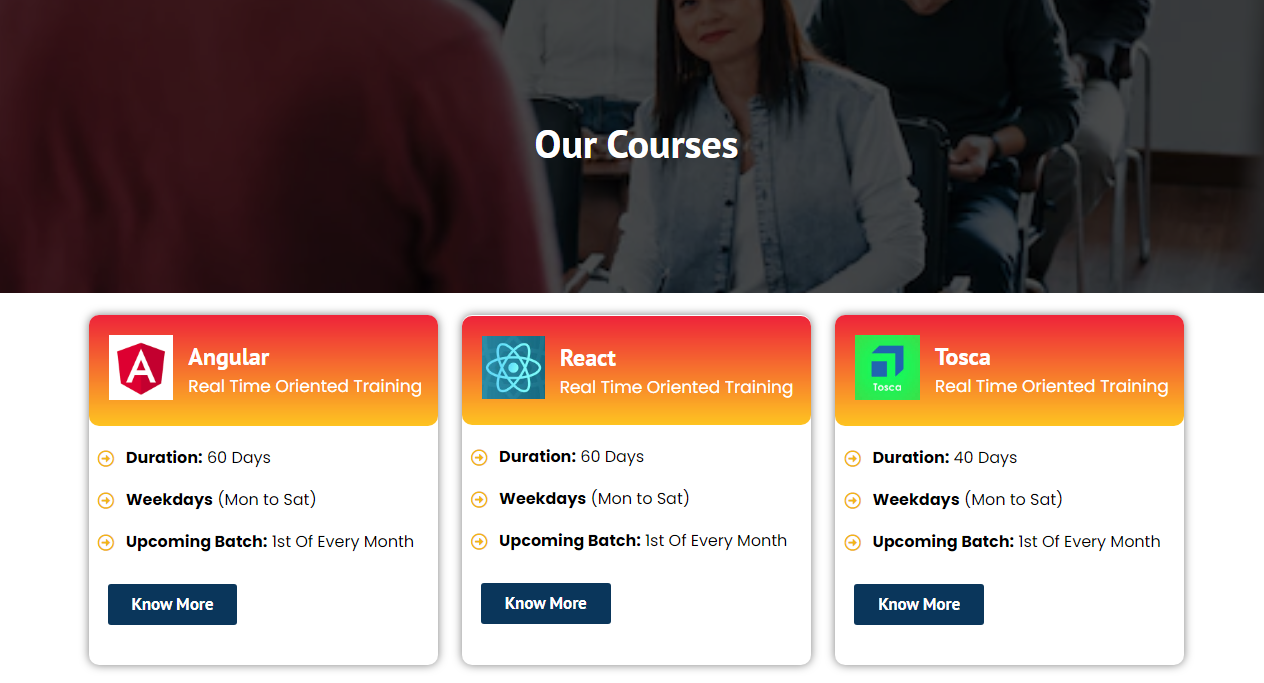 Our Courses
Angular
Real Time Oriented Training
Duration: 60 Days
Weekdays (Mon to Sat)
Upcoming Batch: 1st Of Every Month
Know More
React
Real Time Oriented Training
Duration: 60 Days
Weekdays (Mon to Sat)
Upcoming Batch: 1st Of Every Month
Know More
Tosca
Tosca
Real Time Oriented Training
Duration: 40 Days
Weekdays (Mon to Sat)
Upcoming Batch: 1st Of Every Month
Know More